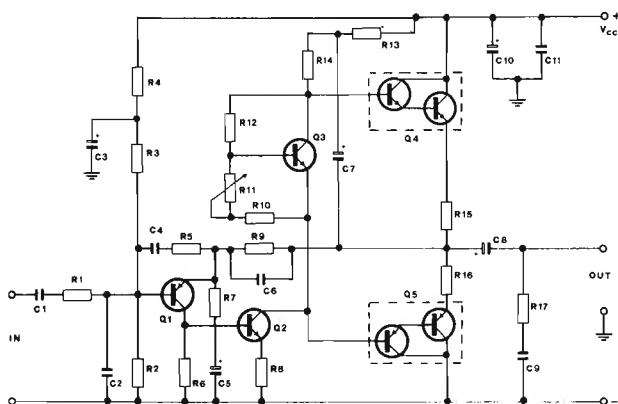 +
VCC
R13
R14
C10
C11
R4
Q4
R12
Q3
C3
R3
C7
R11
R10
R15
C4
R5
R9
C8
R1
C6
R16
OUT
C1
Q1
R7
Q2
Q5
R17
IN
C2
R2
R6
C5
R8
C9
−